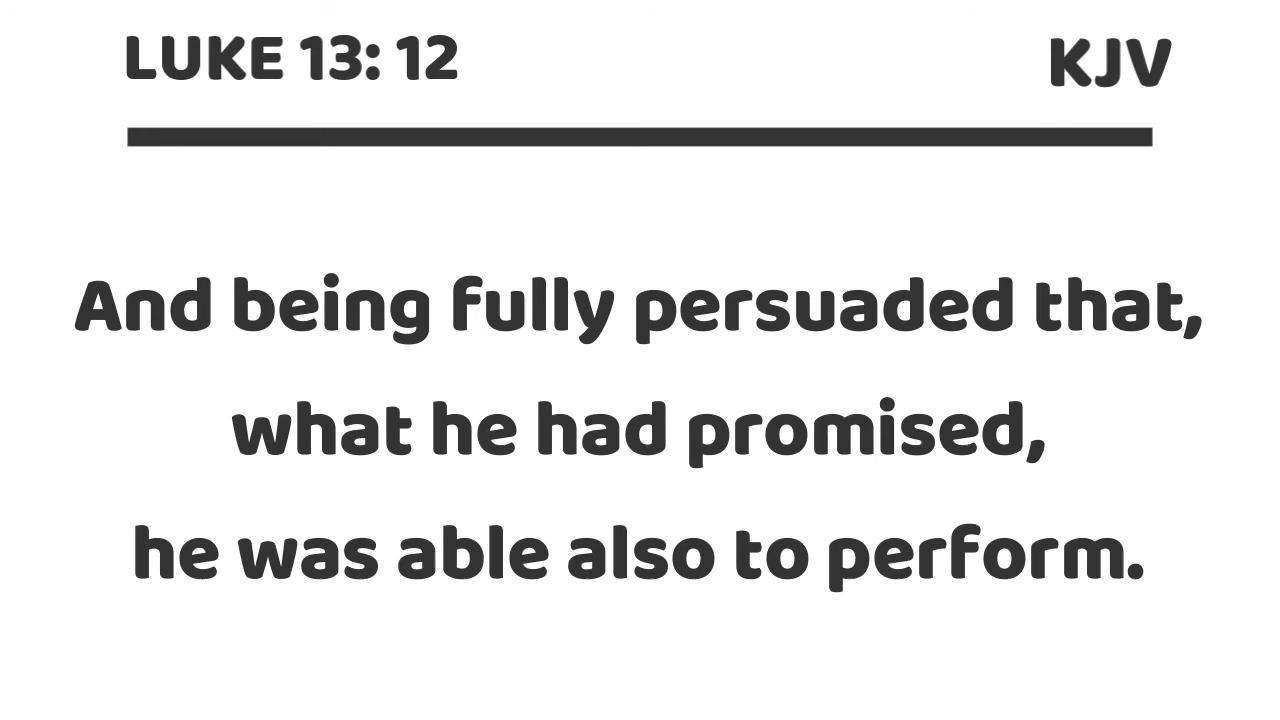 LUKE 13: 12 KJV
And being fully persuaded that,
what he had promised,
he was able also to perform.